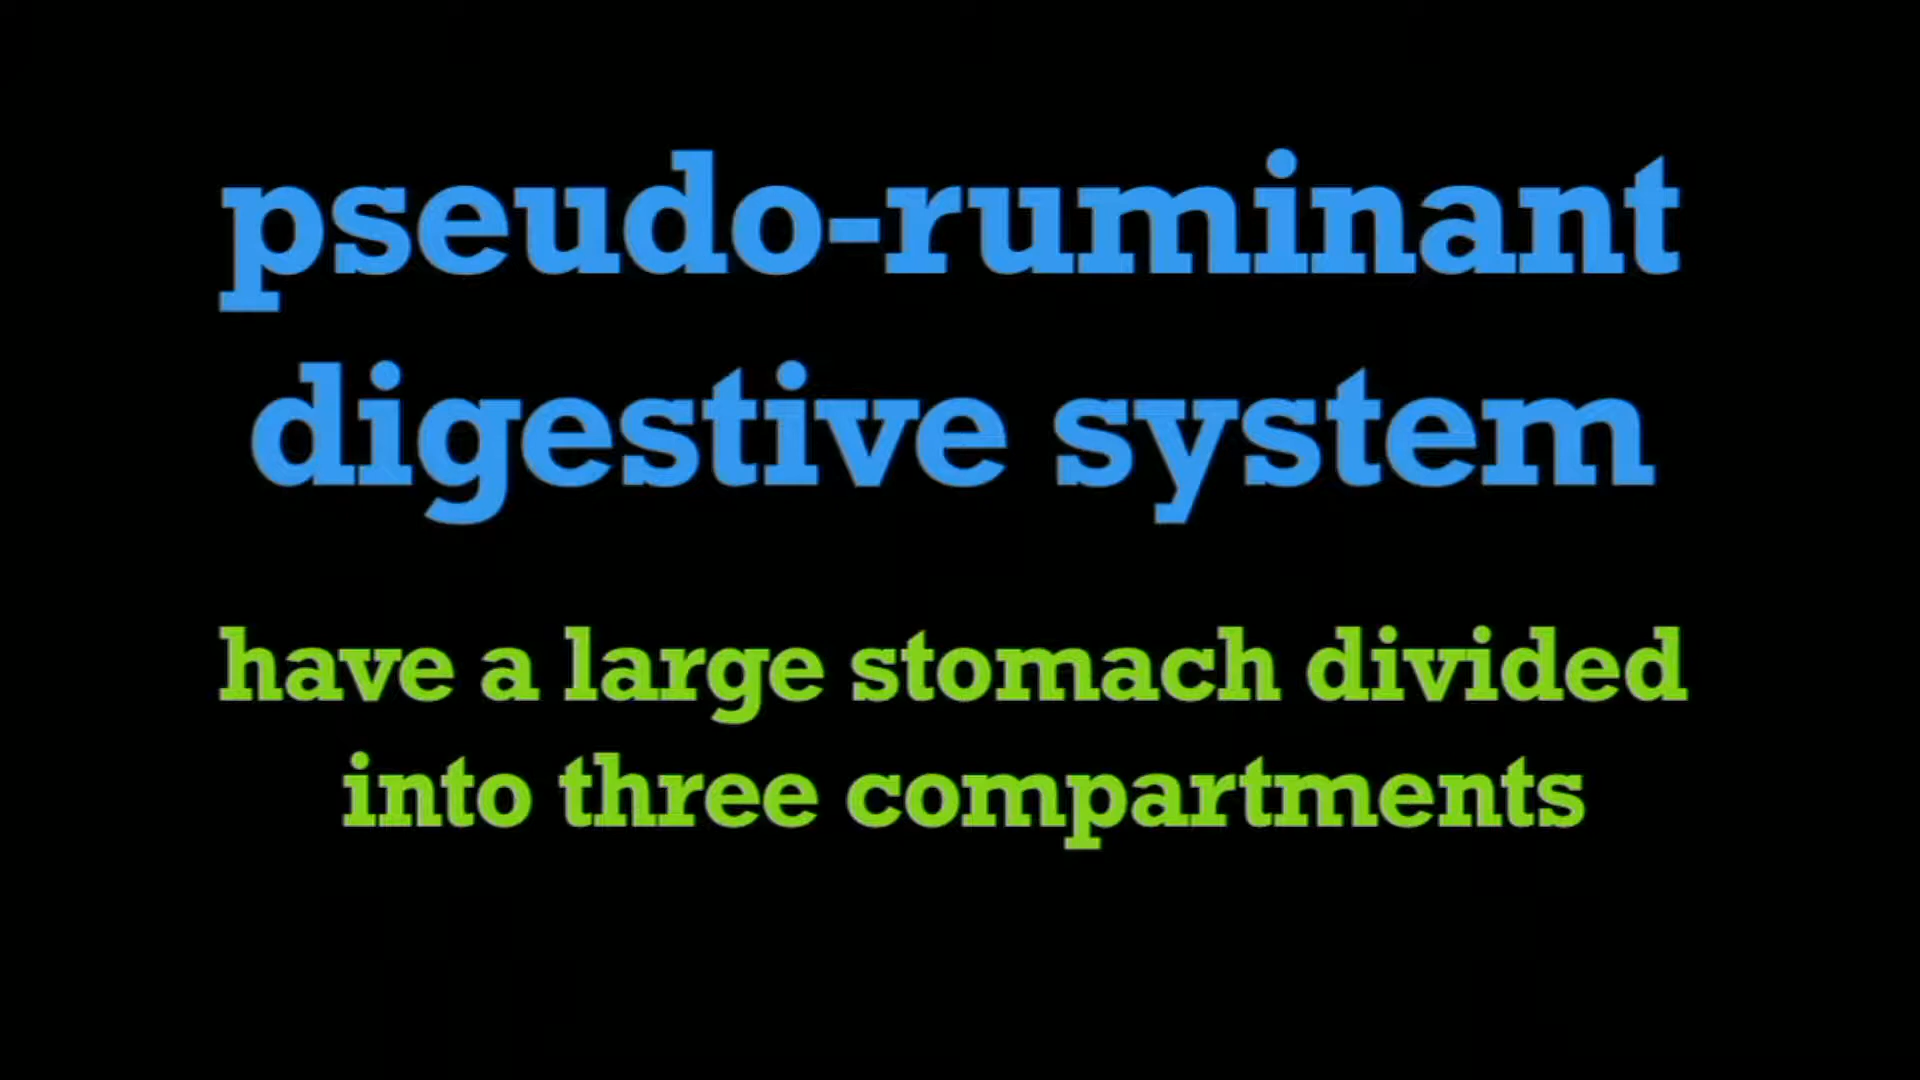 pseudo-ruminant
digestive system
have a large stomach divided
into three compartments